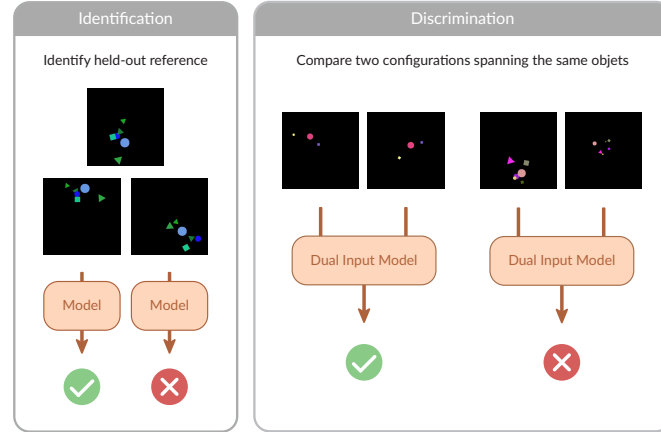 Identification
Identify held-out reference
Model
Model
Discrimination
Compare two configurations spanning the same objets
Dual Input Model
Dual Input Model